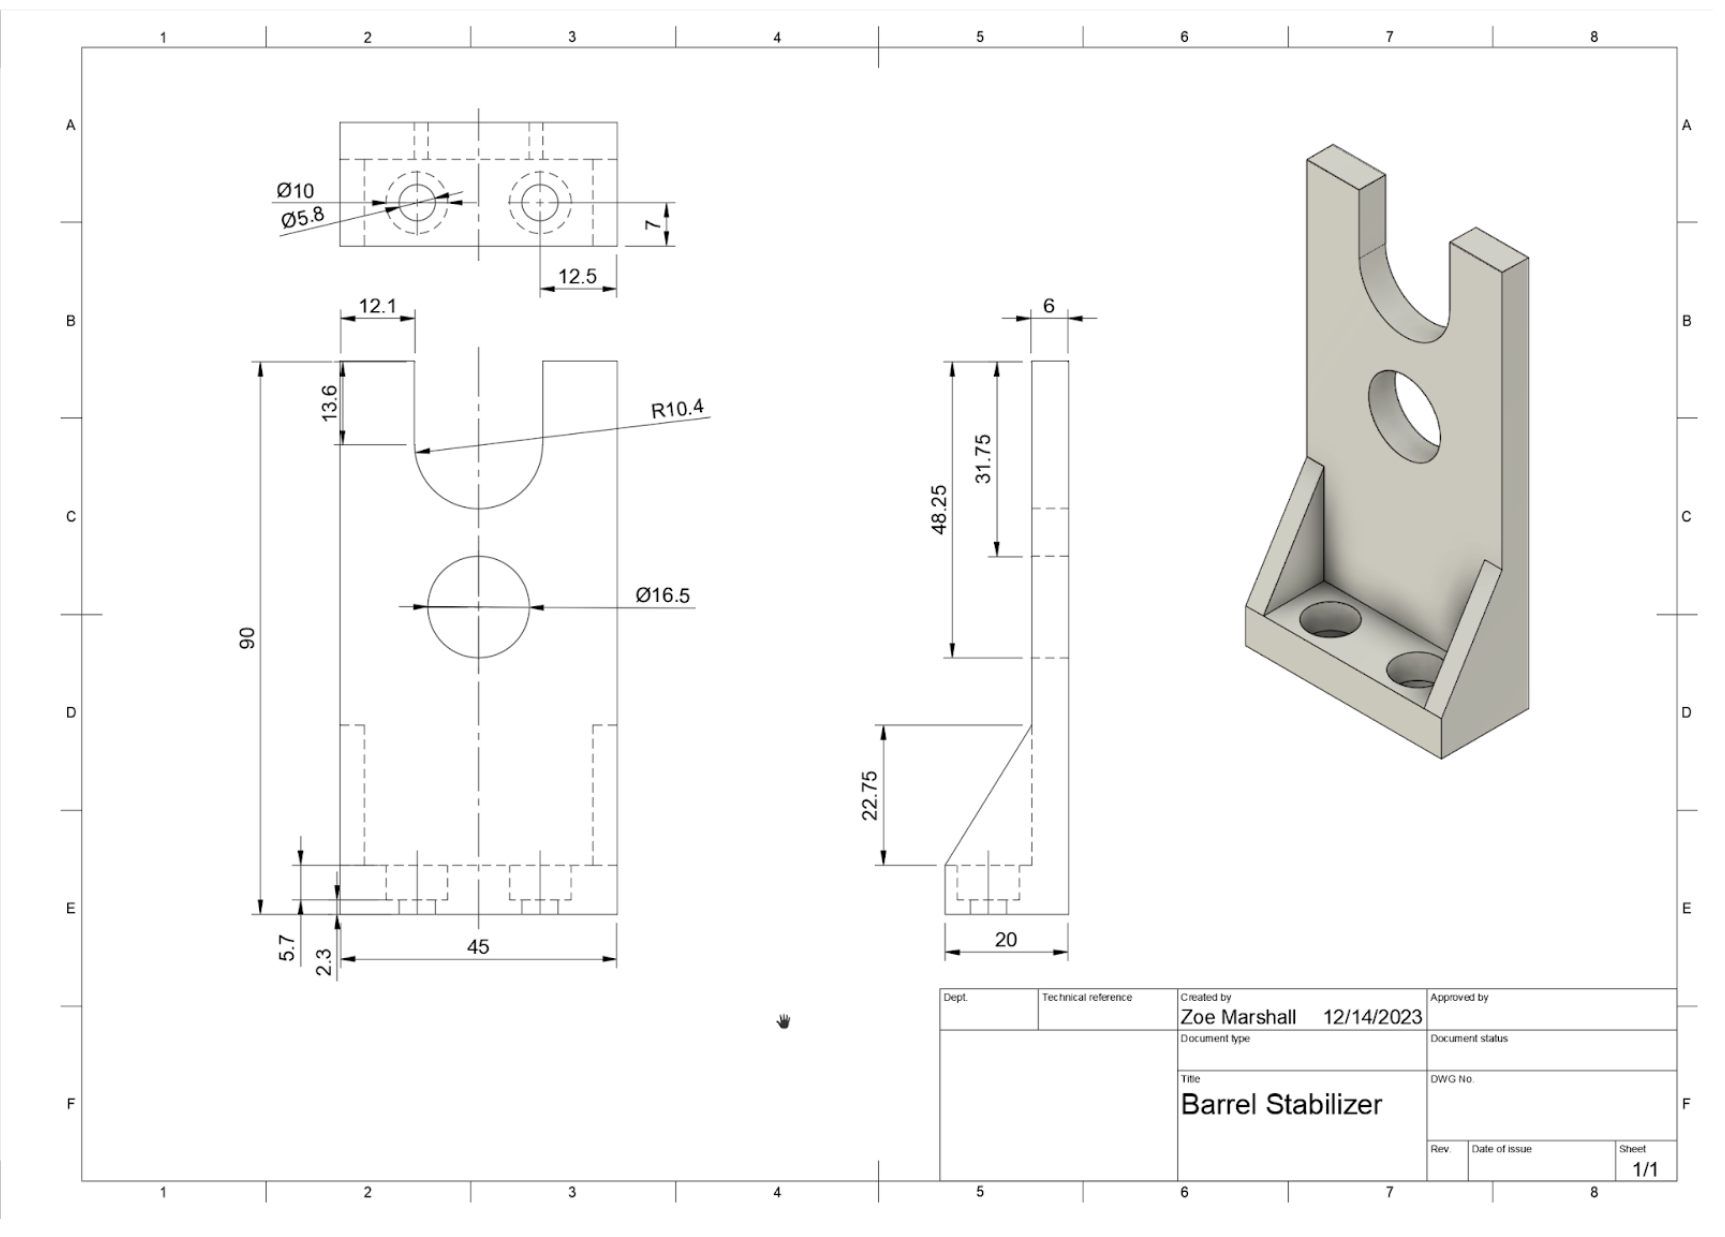 1 2 3 4 5 6 7 8
A A
Ø10
Ø5.8
7
12.5
12.1
6
B B
13.6
R10.4
31.75
48.25
C C
Ø16.5
90
D D
22.75
E E
5.7
2.3
45
20
Dept. Technical reference Created by Approved by
Zoe Marshall 12/14/2023
Document type Document status
Title DWG No.
Barrel Stabilizer
F F
Rev. Date of issue Sheet
1/1
1 2 3 4 5 6 7 8